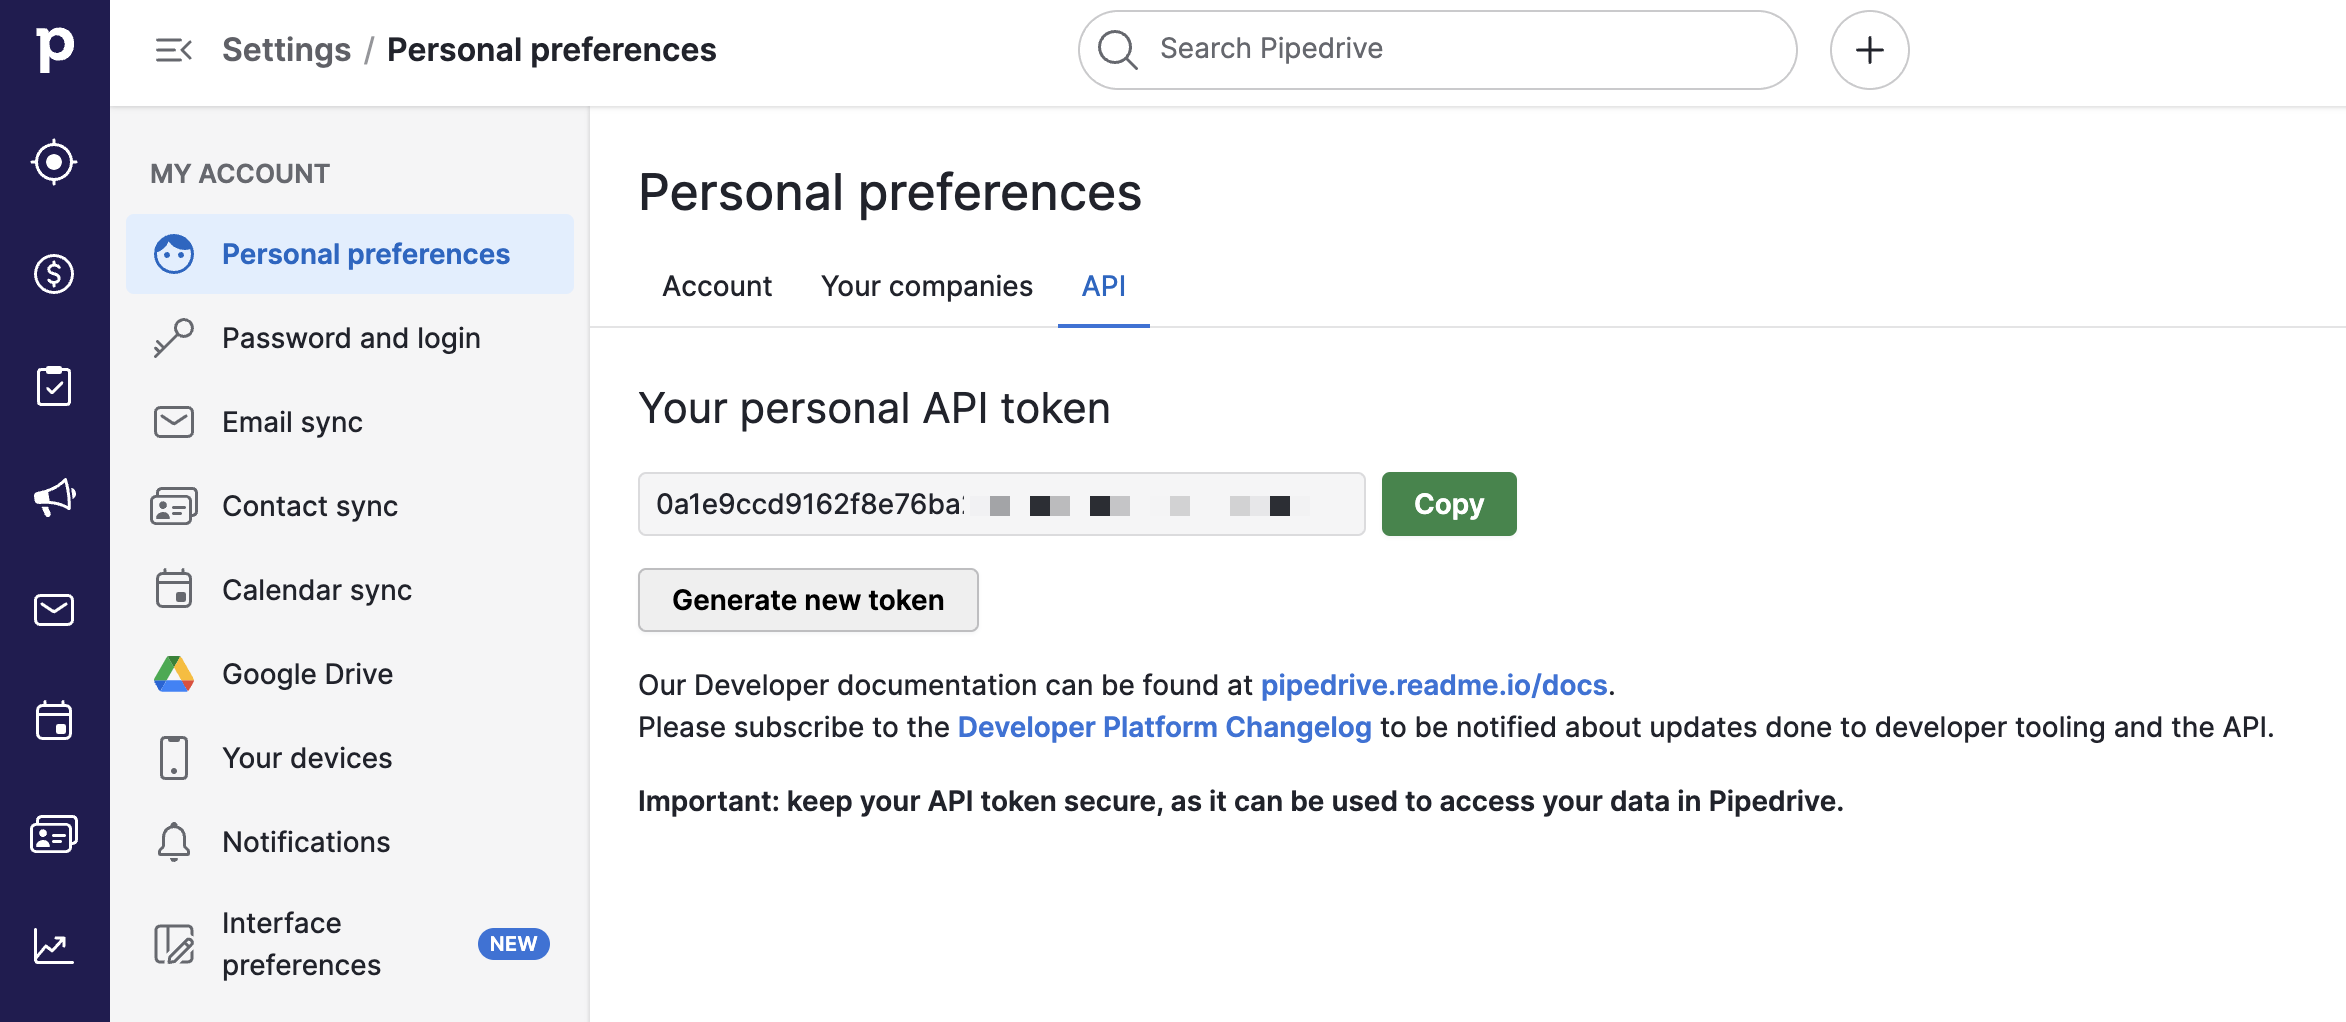 p
Settings / Personal preferences
Search Pipedrive
MY ACCOUNT
Personal preferences
Password and login
Email sync
Contact sync
Calendar sync
Google Drive
Your devices
Notifications
Interface
preferences
NEW
Personal preferences
Account Your companies API
Your personal API token
0a1e9ccd9162f8e76ba
Copy
Generate new token
Our Developer documentation can be found at pipedrive.readme.io/docs.
Please subscribe to the Developer Platform Changelog to be notified about updates done to developer tooling and the API.
Important: keep your API token secure, as it can be used to access your data in Pipedrive.